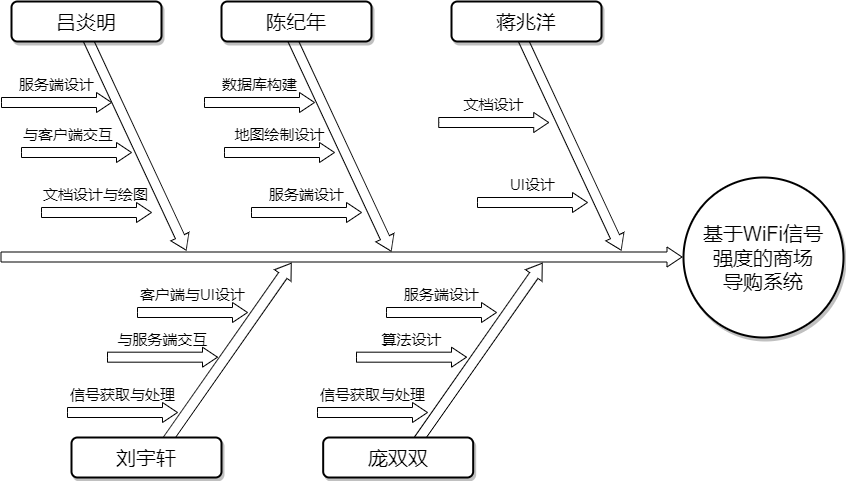 吕炎明
陈纪年
蒋兆洋
服务端设计
与客户端交互
文档设计与绘图
数据库构建
地图绘制设计
服务端设计
文档设计
UI设计
基于WiFi信号
强度的商场
导购系统
客户端与UI设计
与服务端交互
信号获取与处理
服务端设计
算法设计
信号获取与处理
刘宇轩
庞双双